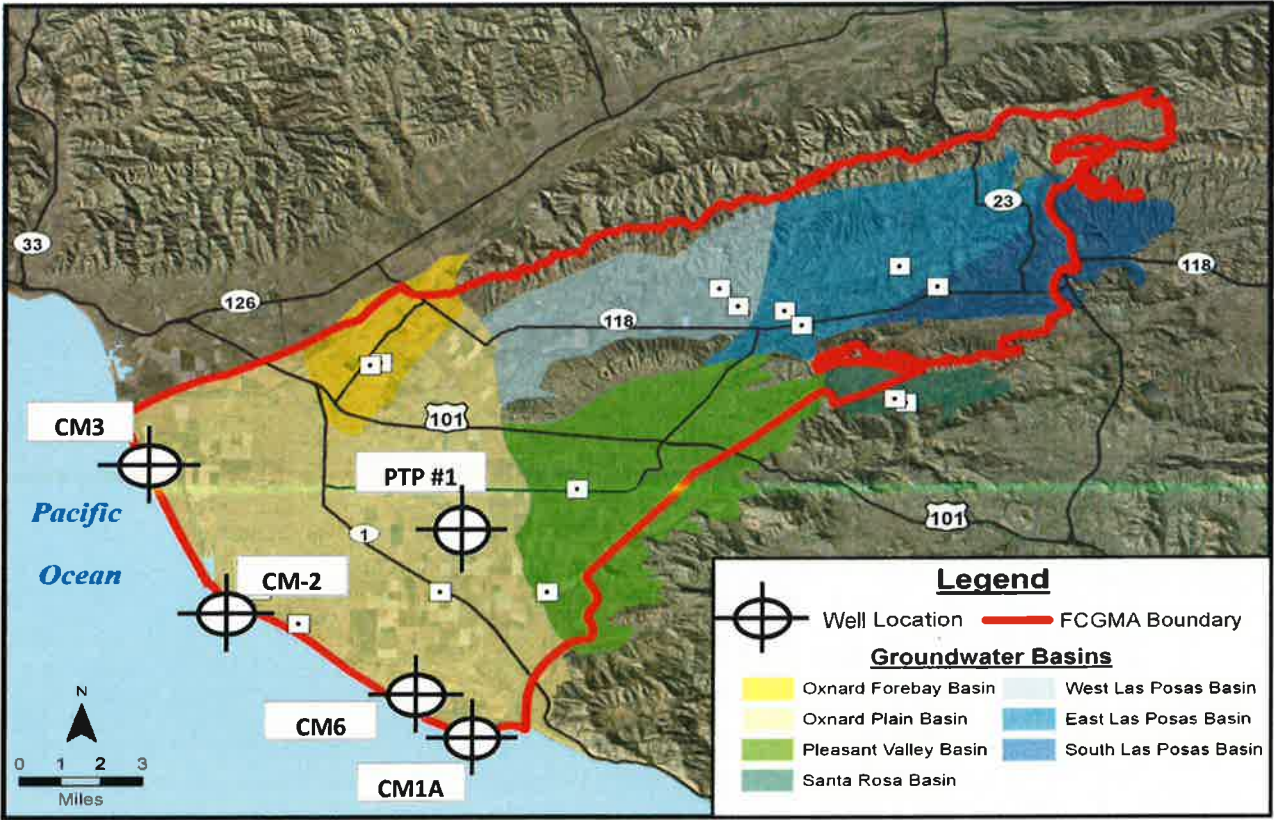 33
126
118
23
118
101
CM3
PTP #1
Pacific
Ocean
1
101
CM-2
CM6
CM1A
N
0 1 2 3
Miles
Legend
Well Location
FCGMA Boundary
Groundwater Basins
Oxnard Forebay Basin
West Las Posas Basin
Oxnard Plain Basin
East Las Posas Basin
Pleasant Valley Basin
South Las Posas Basin
Santa Rosa Basin